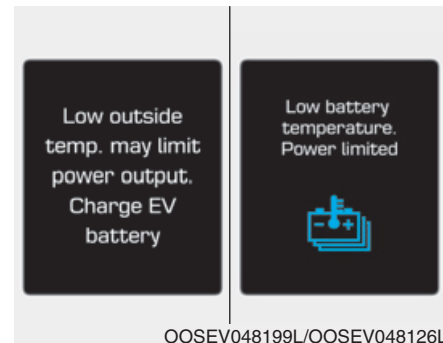 Low outside
temp. may limit
power output.
Charge EV
battery
Low battery
temperature.
Power limited
OOSEV048199L/OOSEV048126L